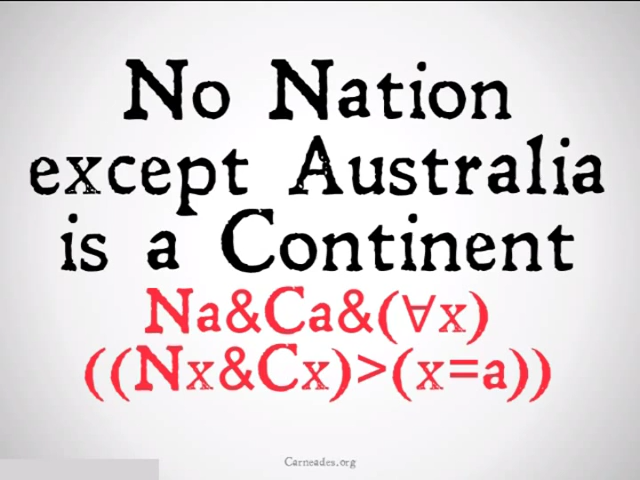 No Nation
except Australia
is a Continent
Na&Ca&(∀x)
((Nx&Cx)>(x=a))
Carneades.org